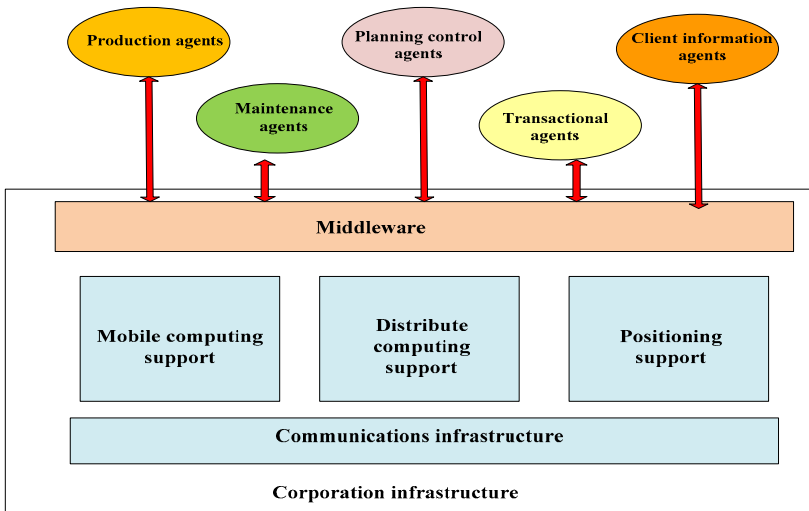 Production agents
Planning control
agents
Client information
agents
Maintenance
agents
Transactional
agents
Middleware
Mobile computing
support
Distribute
computing
support
Positioning
support
Communications infrastructure
Corporation infrastructure